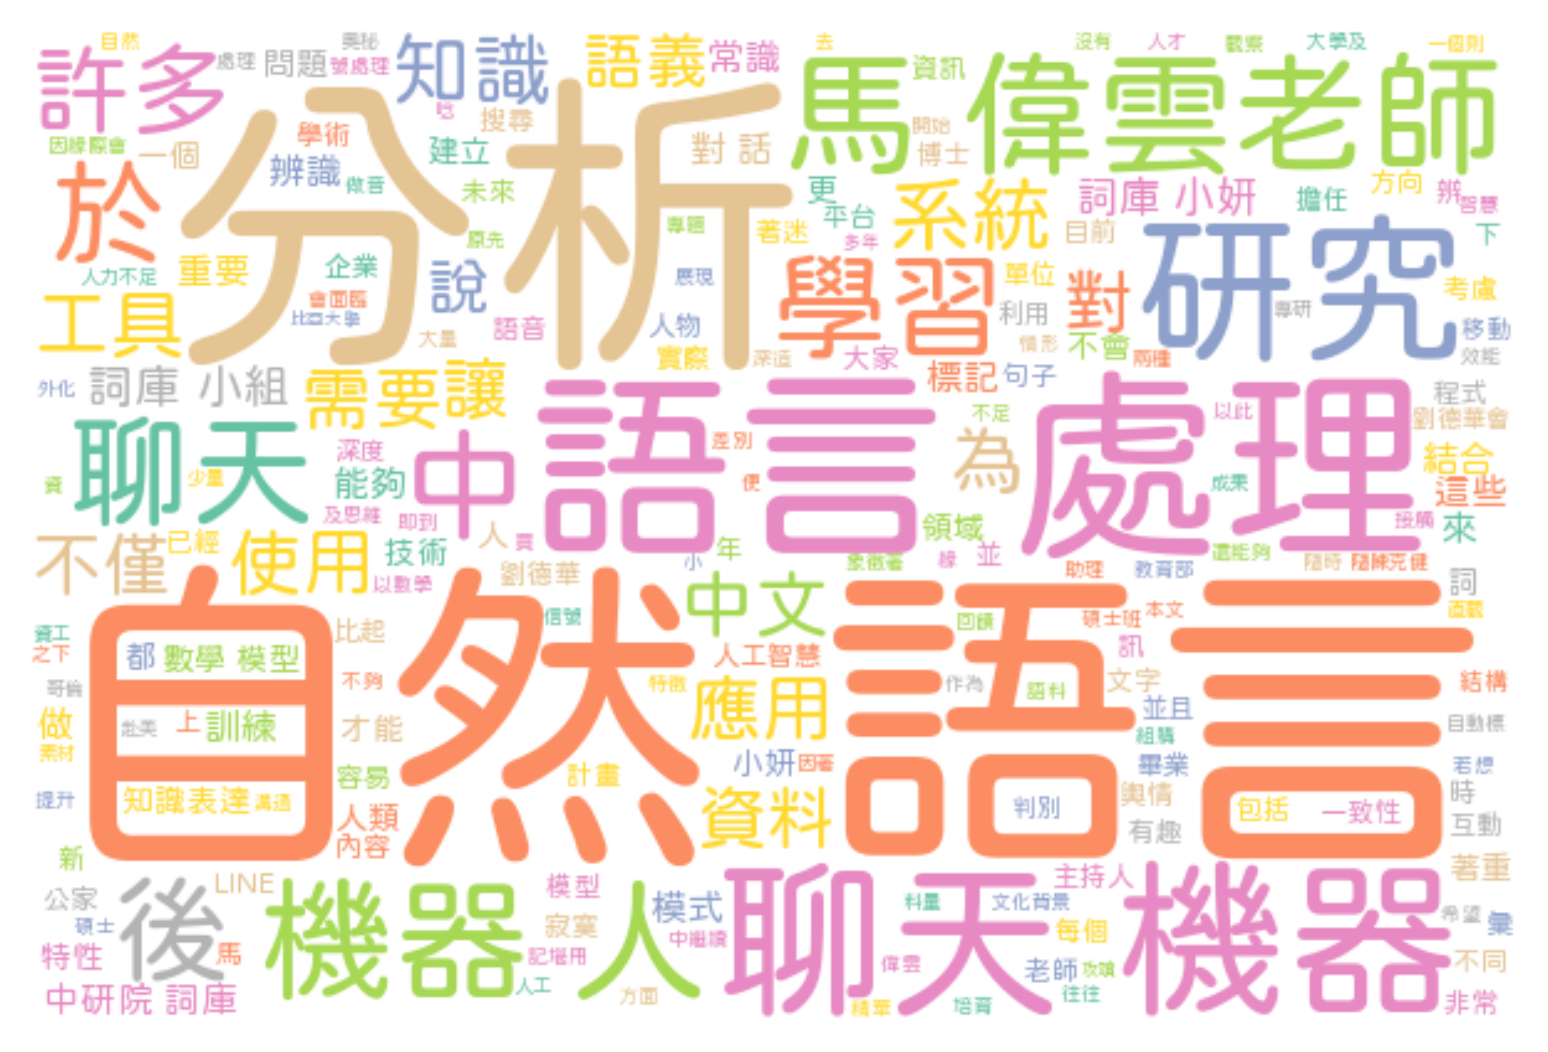 自然
奧秘
沒有
人才
觀察
大學及
一個則
去
許多
處理
問題
號處理
知識
語義
常識
資訊
馬偉雲老師
唸
搜尋
分析
因緣際會
一個
學術
辨識
做音
建立
未來
對話
開始
博士
更
平台
系統
詞庫 小妍
擔任
方向
辨
智慧
於
原先
專題
著迷
多年
目前
研究
下
人力不足
重要
企業
會面臨
比亞大學
說
展現
學習
單位
對
考慮
工具
大量
語音
人物
實際
深造
大家
利用
情形
不會
專研
兩種
移動
效能
外化
詞庫 小組
需要
讓
標記
句子
程式
劉德華會
聊天
深度
中
語言處理
差別
不足
為
以此
結合
資
少量
能夠
便
成果
這些
及思維
即到
領域
接觸
來
不僅
已經
使用
技術
人
賈
小
年
象徵著
緣
並
還能夠
隨時
隨陳克健
以數學
劉德華
助理
教育部
詞
自然語言
中文
信號
回饋
碩士班
本文
直觀
資工
之下
都
數學 模型
比起
人工智慧
訊
哥倫
不夠
特徵
應用
作為
語料
文字
結構
做
赴美
上
訓練
才能
並且
自動標
素材
組購
容易
計畫
小妍
因著
畢業
若想
提升
知識表達
溝通
人類
資料
判別
輿情
包括
一致性
時
內容
有趣
互動
新
LINE
公家
後
機器人
模型
模式
聊天機器
主持人
著重
碩士
寂寞
料量
文化背景
每個
希望
彙
特性
馬
記堪用
中繼續
偉雲
老師
攻頂
不同
中研院 詞庫
人工
方面
精華
培育
往往
非常